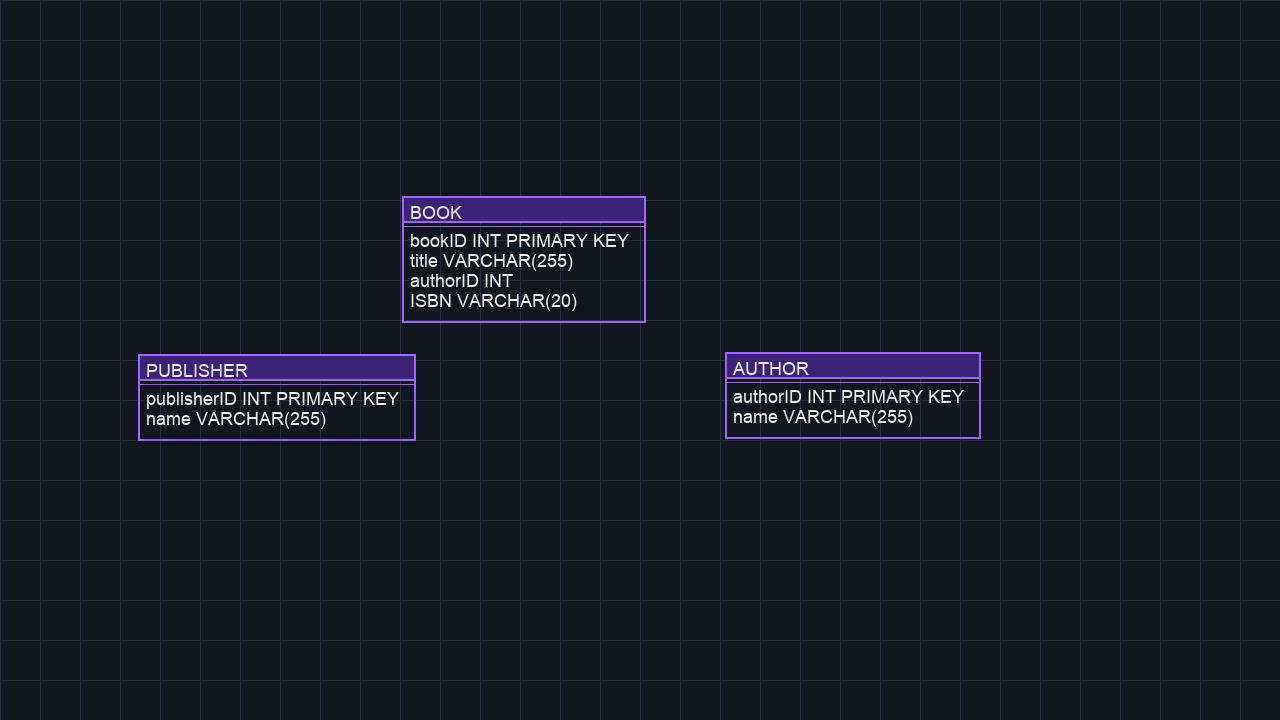 BOOK
bookID INT PRIMARY KEY
title VARCHAR(255)
authorID INT
ISBN VARCHAR(20)
PUBLISHER
publisherID INT PRIMARY KEY
name VARCHAR(255)
AUTHOR
authorID INT PRIMARY KEY
name VARCHAR(255)